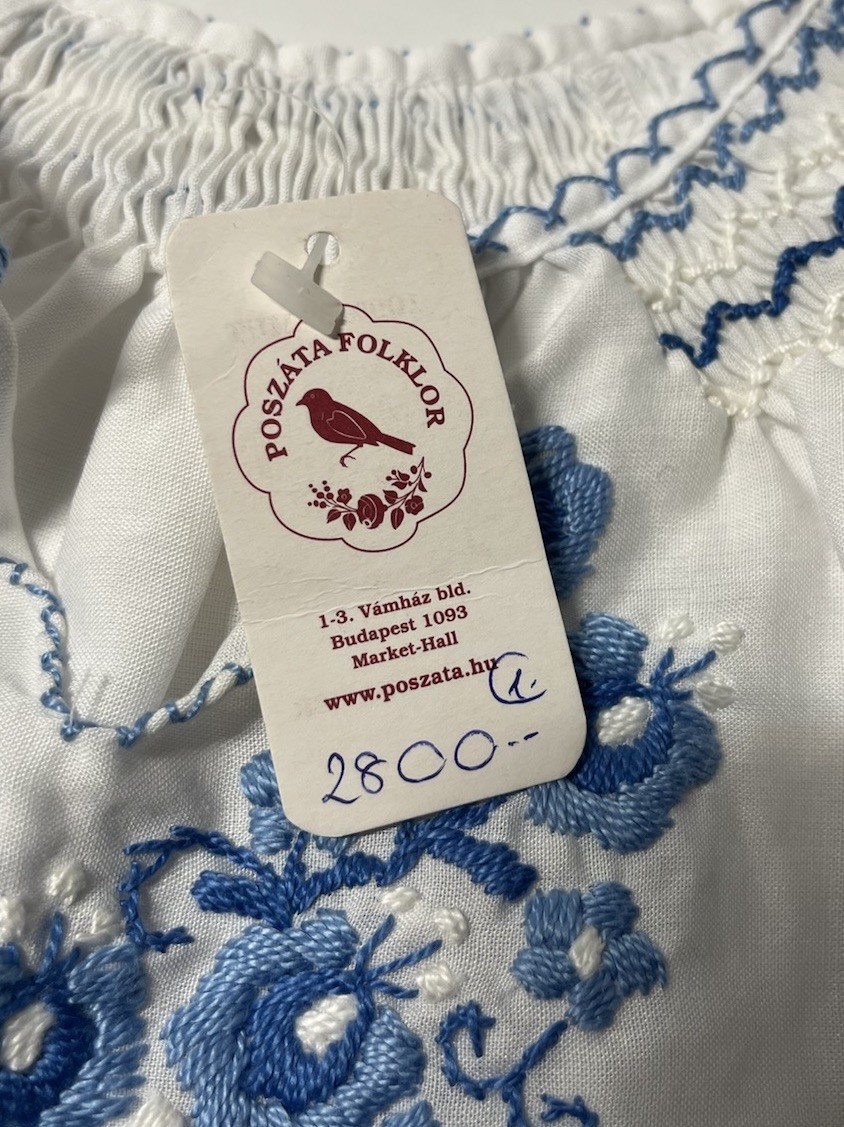 POSZÁTA FOLKLOR
1-3. Vámház bld.
Budapest 1093
Market-Hall
www.poszata.hu
1.
2800.--